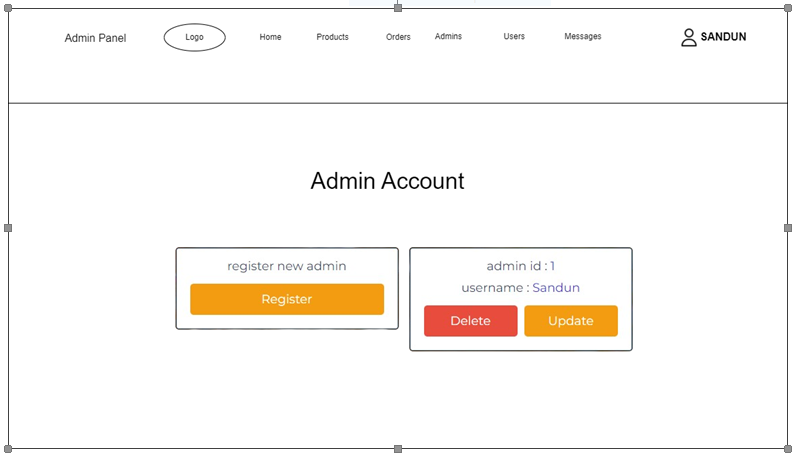 Admin Panel Logo Home Products Orders Admins Users Messages SANDUN
Admin Account
register new admin
Register
admin id : 1
username : Sandun
Delete Update